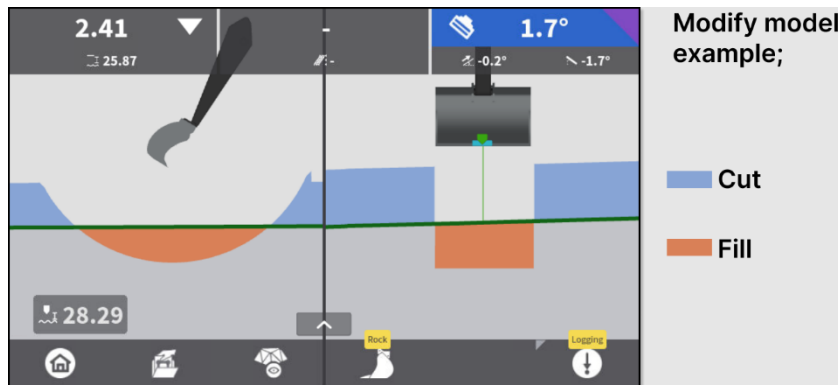 2.41
-
1.7°
25.87
-
-0.2°
-1.7°
28.29
Rock
Logging
Modify model
example;
Cut
Fill